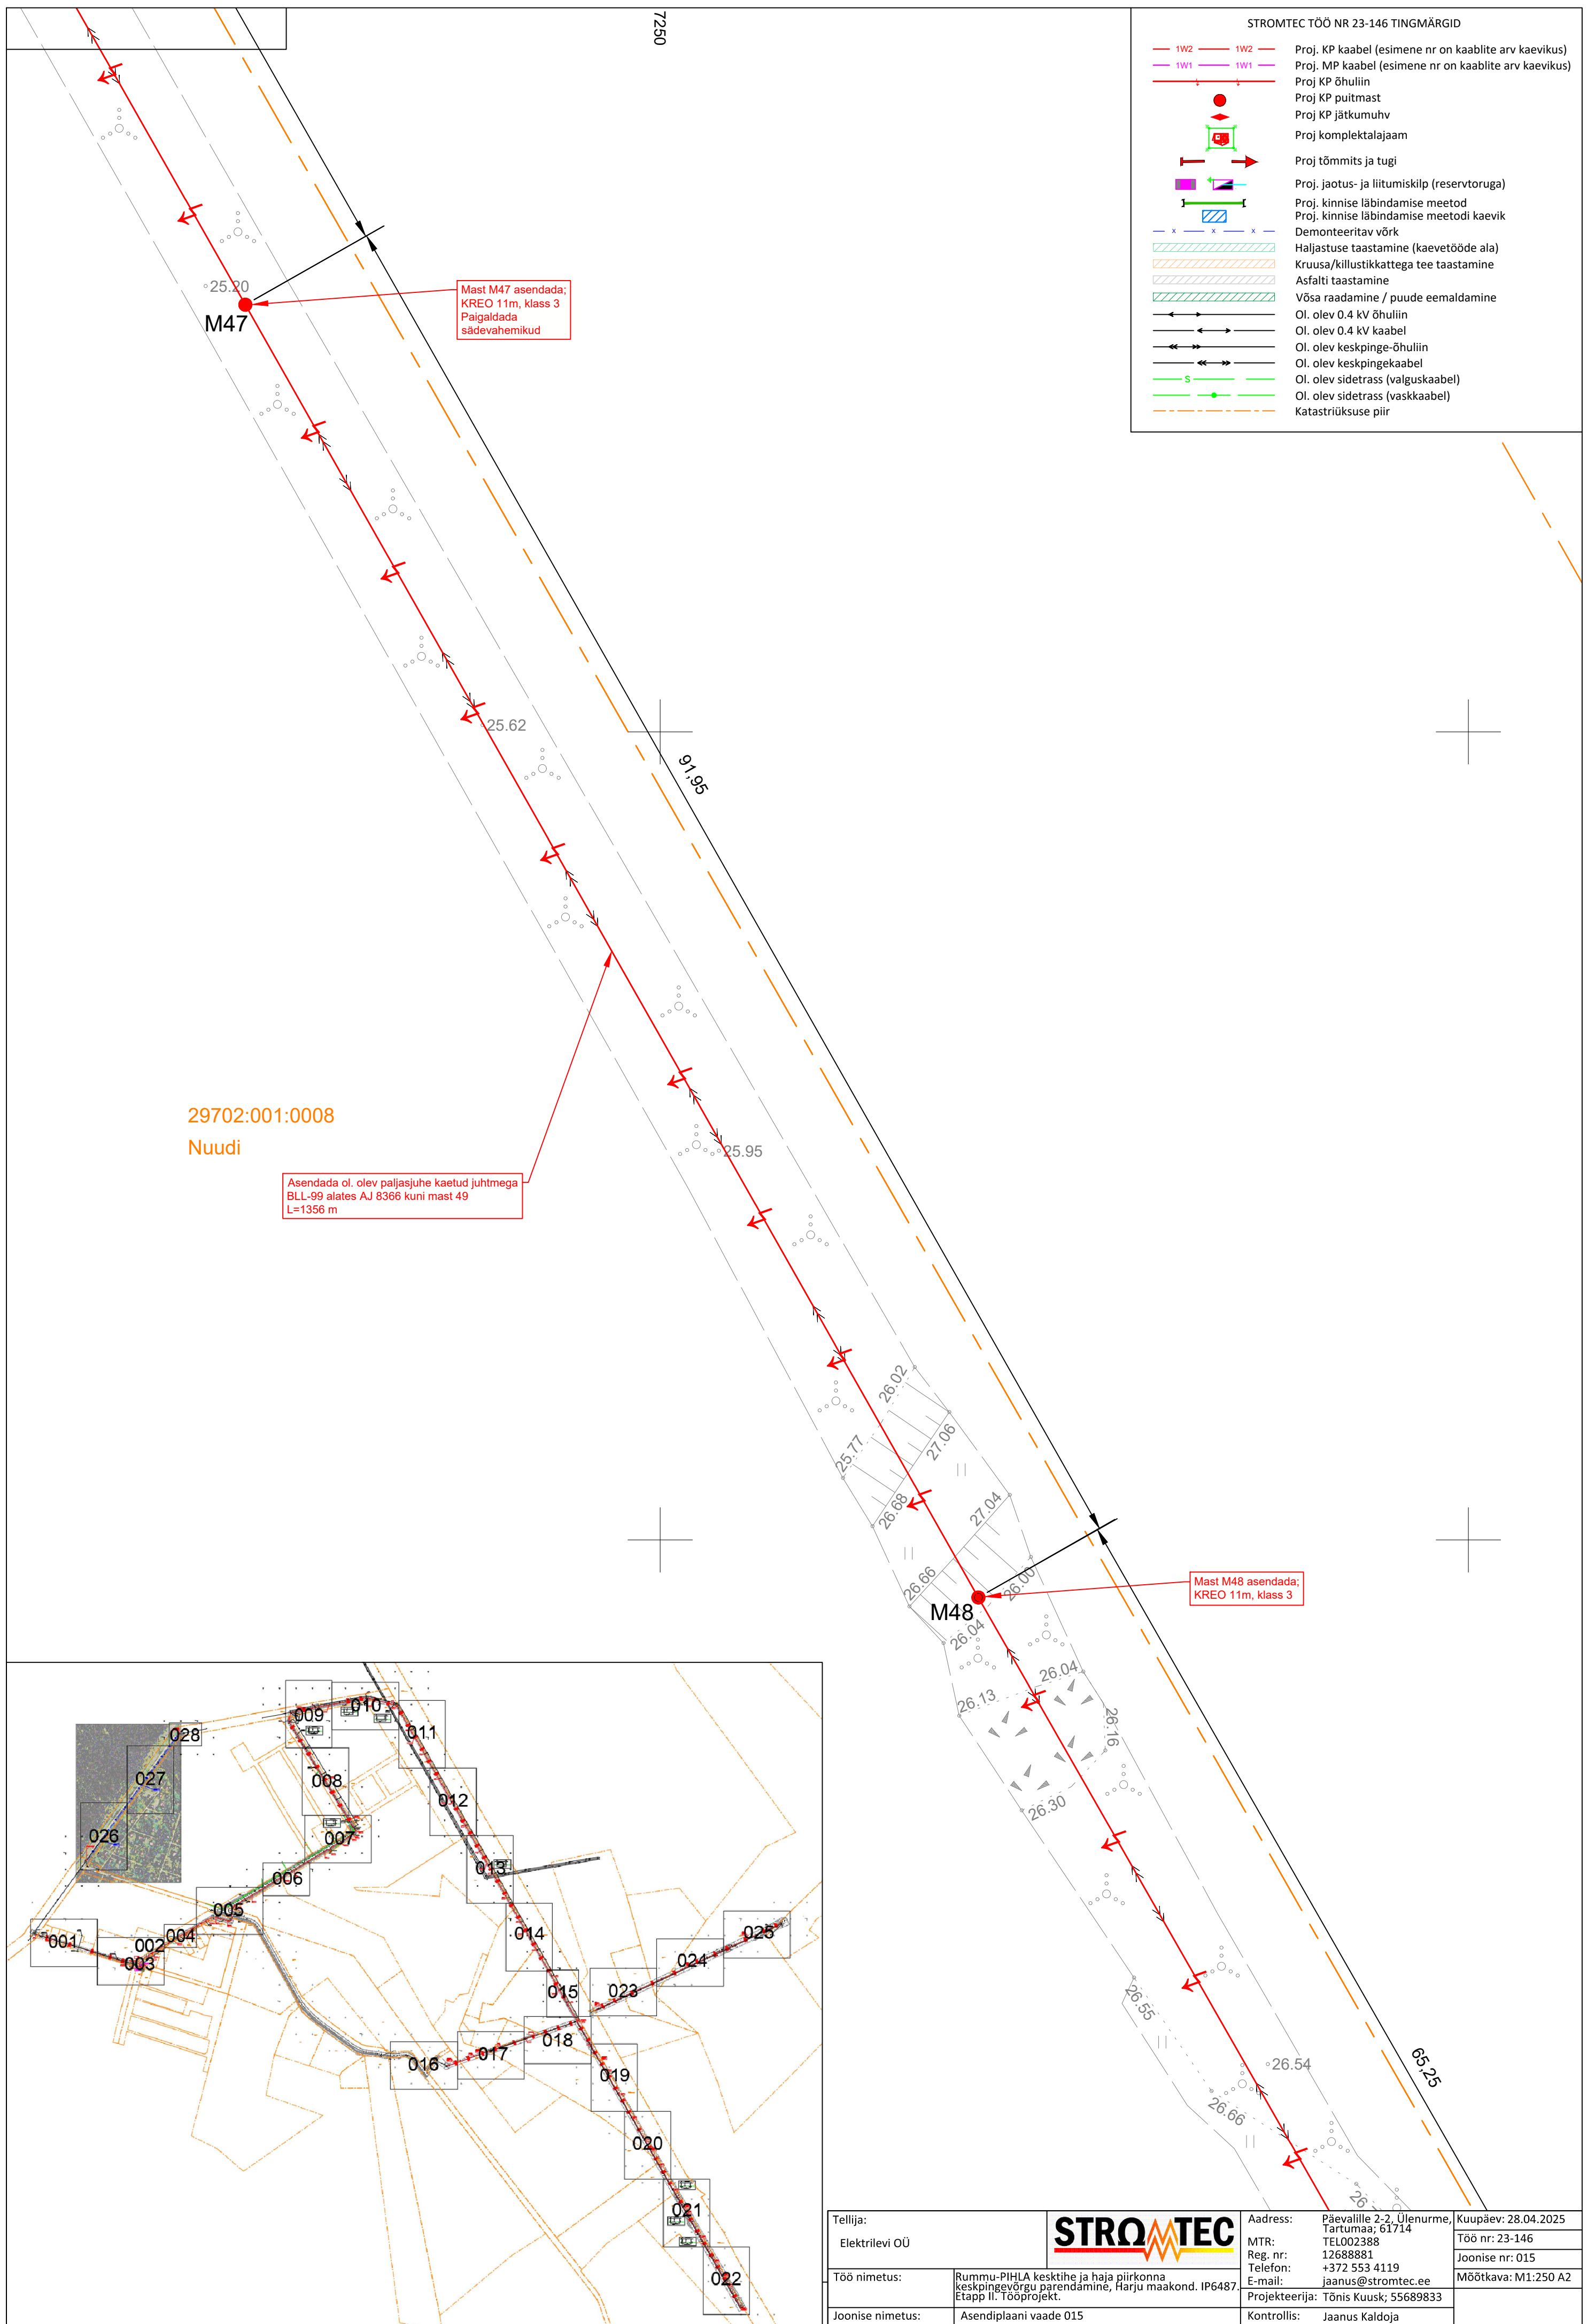 7250
STROMTEC TÖÖ NR 23-146 TINGMÄRGID
1W2 1W2 Proj. KP kaabel (esimene nr on kaablite arv kaevikus)
1W1 1W1 Proj. MP kaabel (esimene nr on kaablite arv kaevikus)
Proj KP õhuliin
Proj KP puitmast
Proj KP jätkumuhv
Proj komplektalajaam
Proj tõmmits ja tugi
Proj. jaotus- ja liitumiskilp (reservtoruga)
Proj. kinnise läbindamise meetod
Proj. kinnise läbindamise meetodi kaevik
x x x Demonteeritav võrk
Haljastuse taastamine (kaevetööde ala)
Kruusa/killustikkattega tee taastamine
Asfalti taastamine
Võsa raadamine / puude eemaldamine
Ol. olev 0.4 kV õhuliin
Ol. olev 0.4 kV kaabel
Ol. olev keskpinge-õhuliin
Ol. olev keskpingekaabel
S Ol. olev sidetrass (valguskaabel)
Ol. olev sidetrass (vaskkaabel)
Katastriüksuse piir
25.20
M47
Mast M47 asendada;
KREO 11m, klass 3
Paigaldada
sädevahemikud
25.62
91,95
29702:001:0008
Nuudi
25.95
Asendada ol. olev paljasjuhe kaetud juhtmega
BLL-99 alates AJ 8366 kuni mast 49
L=1356 m
26.02
25.77
27.06
26.68
27.04
26.66
26.00
M48
26.04
Mast M48 asendada;
KREO 11m, klass 3
26.04
26.13
26.16
26.30
26.55
26.54
26.66
65,25
26.
028
027
026
009
010
011
008
012
007
013
006
005
004
001
002
003
014
015
025
024
023
018
017
016
019
020
021
022
Tellija:
Elektrilevi OÜ
STROMTEC
Aadress: Päevalille 2-2, Ülenurme,
Tartumaa; 61714
MTR: TEL002388
Reg. nr: 12688881
Telefon: +372 553 4119
E-mail: jaanus@stromtec.ee
Kuupäev: 28.04.2025
Töö nr: 23-146
Joonise nr: 015
Mõõtkava: M1:250 A2
Töö nimetus: Rummu-PIHLA kesktihe ja haja piirkonna
keskpingevõrgu parendamine, Harju maakond. IP6487.
Etapp II. Tööprojekt.
Projekteerija: Tõnis Kuusk; 55689833
Joonise nimetus: Asendiplaani vaade 015
Kontrollis: Jaanus Kaldoja